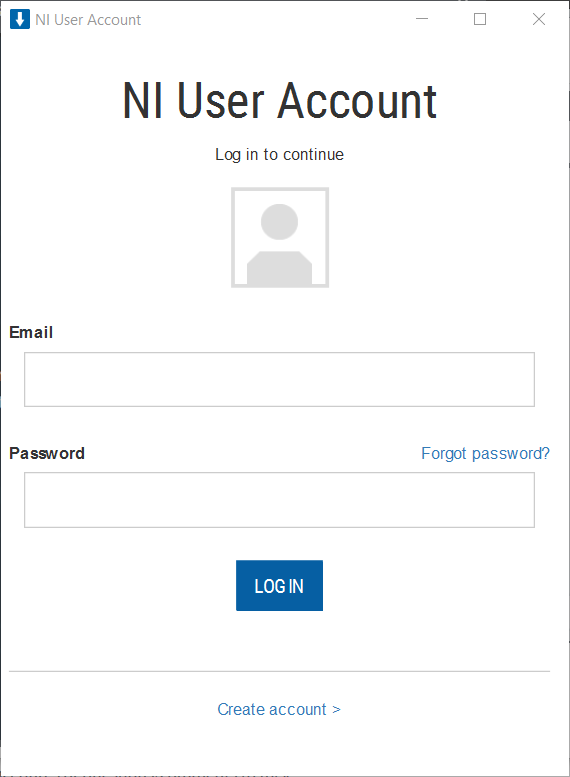 NI User Account
NI User Account
Log in to continue
Email
Password
Forgot password?
LOG IN
Create account >